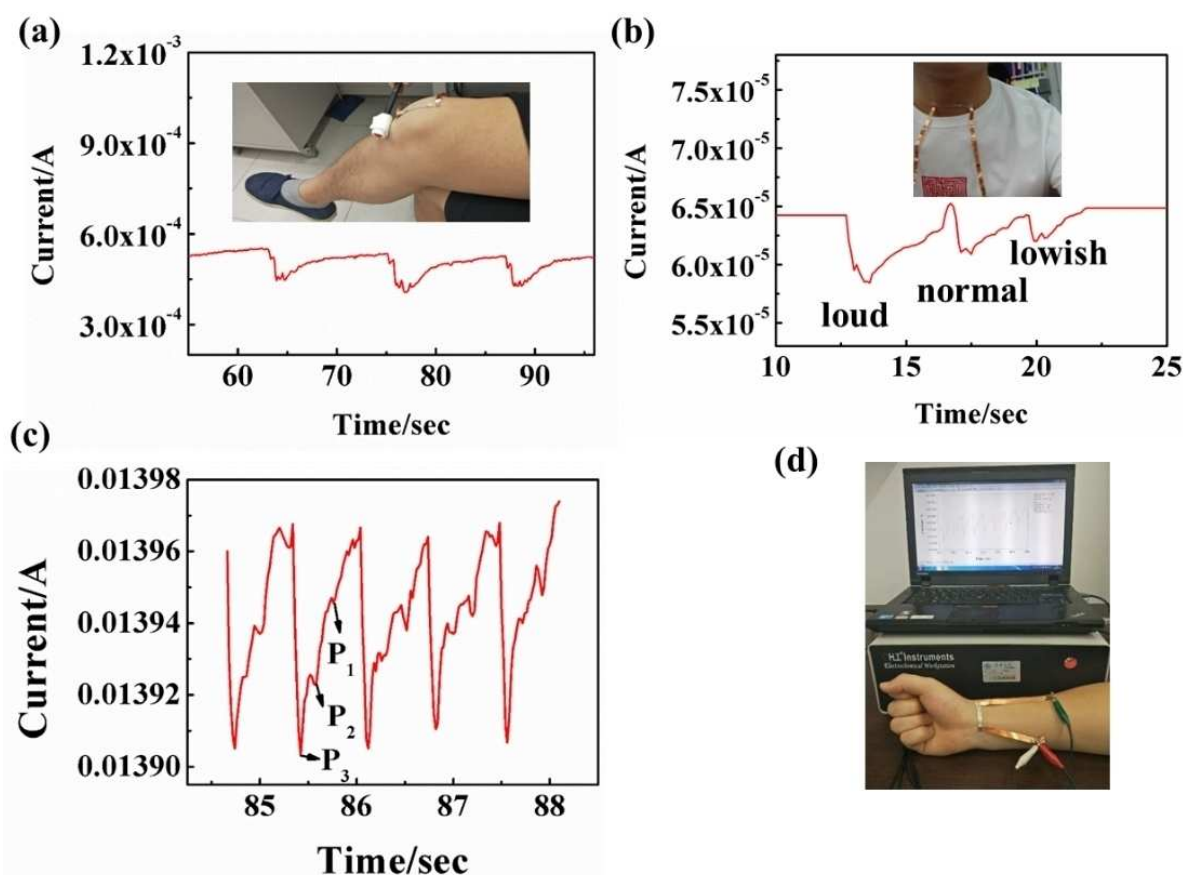 (a)
1.2x10⁻³
9.0x10⁻⁴
6.0x10⁻⁴
3.0x10⁻⁴
Current/A
60 70 80 90
Time/sec
(b)
7.5x10⁻⁵
7.0x10⁻⁵
6.5x10⁻⁵
6.0x10⁻⁵
5.5x10⁻⁵
Current/A
loud
normal
lowish
10 15 20 25
Time/sec
(c)
0.01398
0.01396
0.01394
0.01392
0.01390
Current/A
P₁
P₂
P₃
85 86 87 88
Time/sec
(d)
Instruments
Electrochemical Workstation